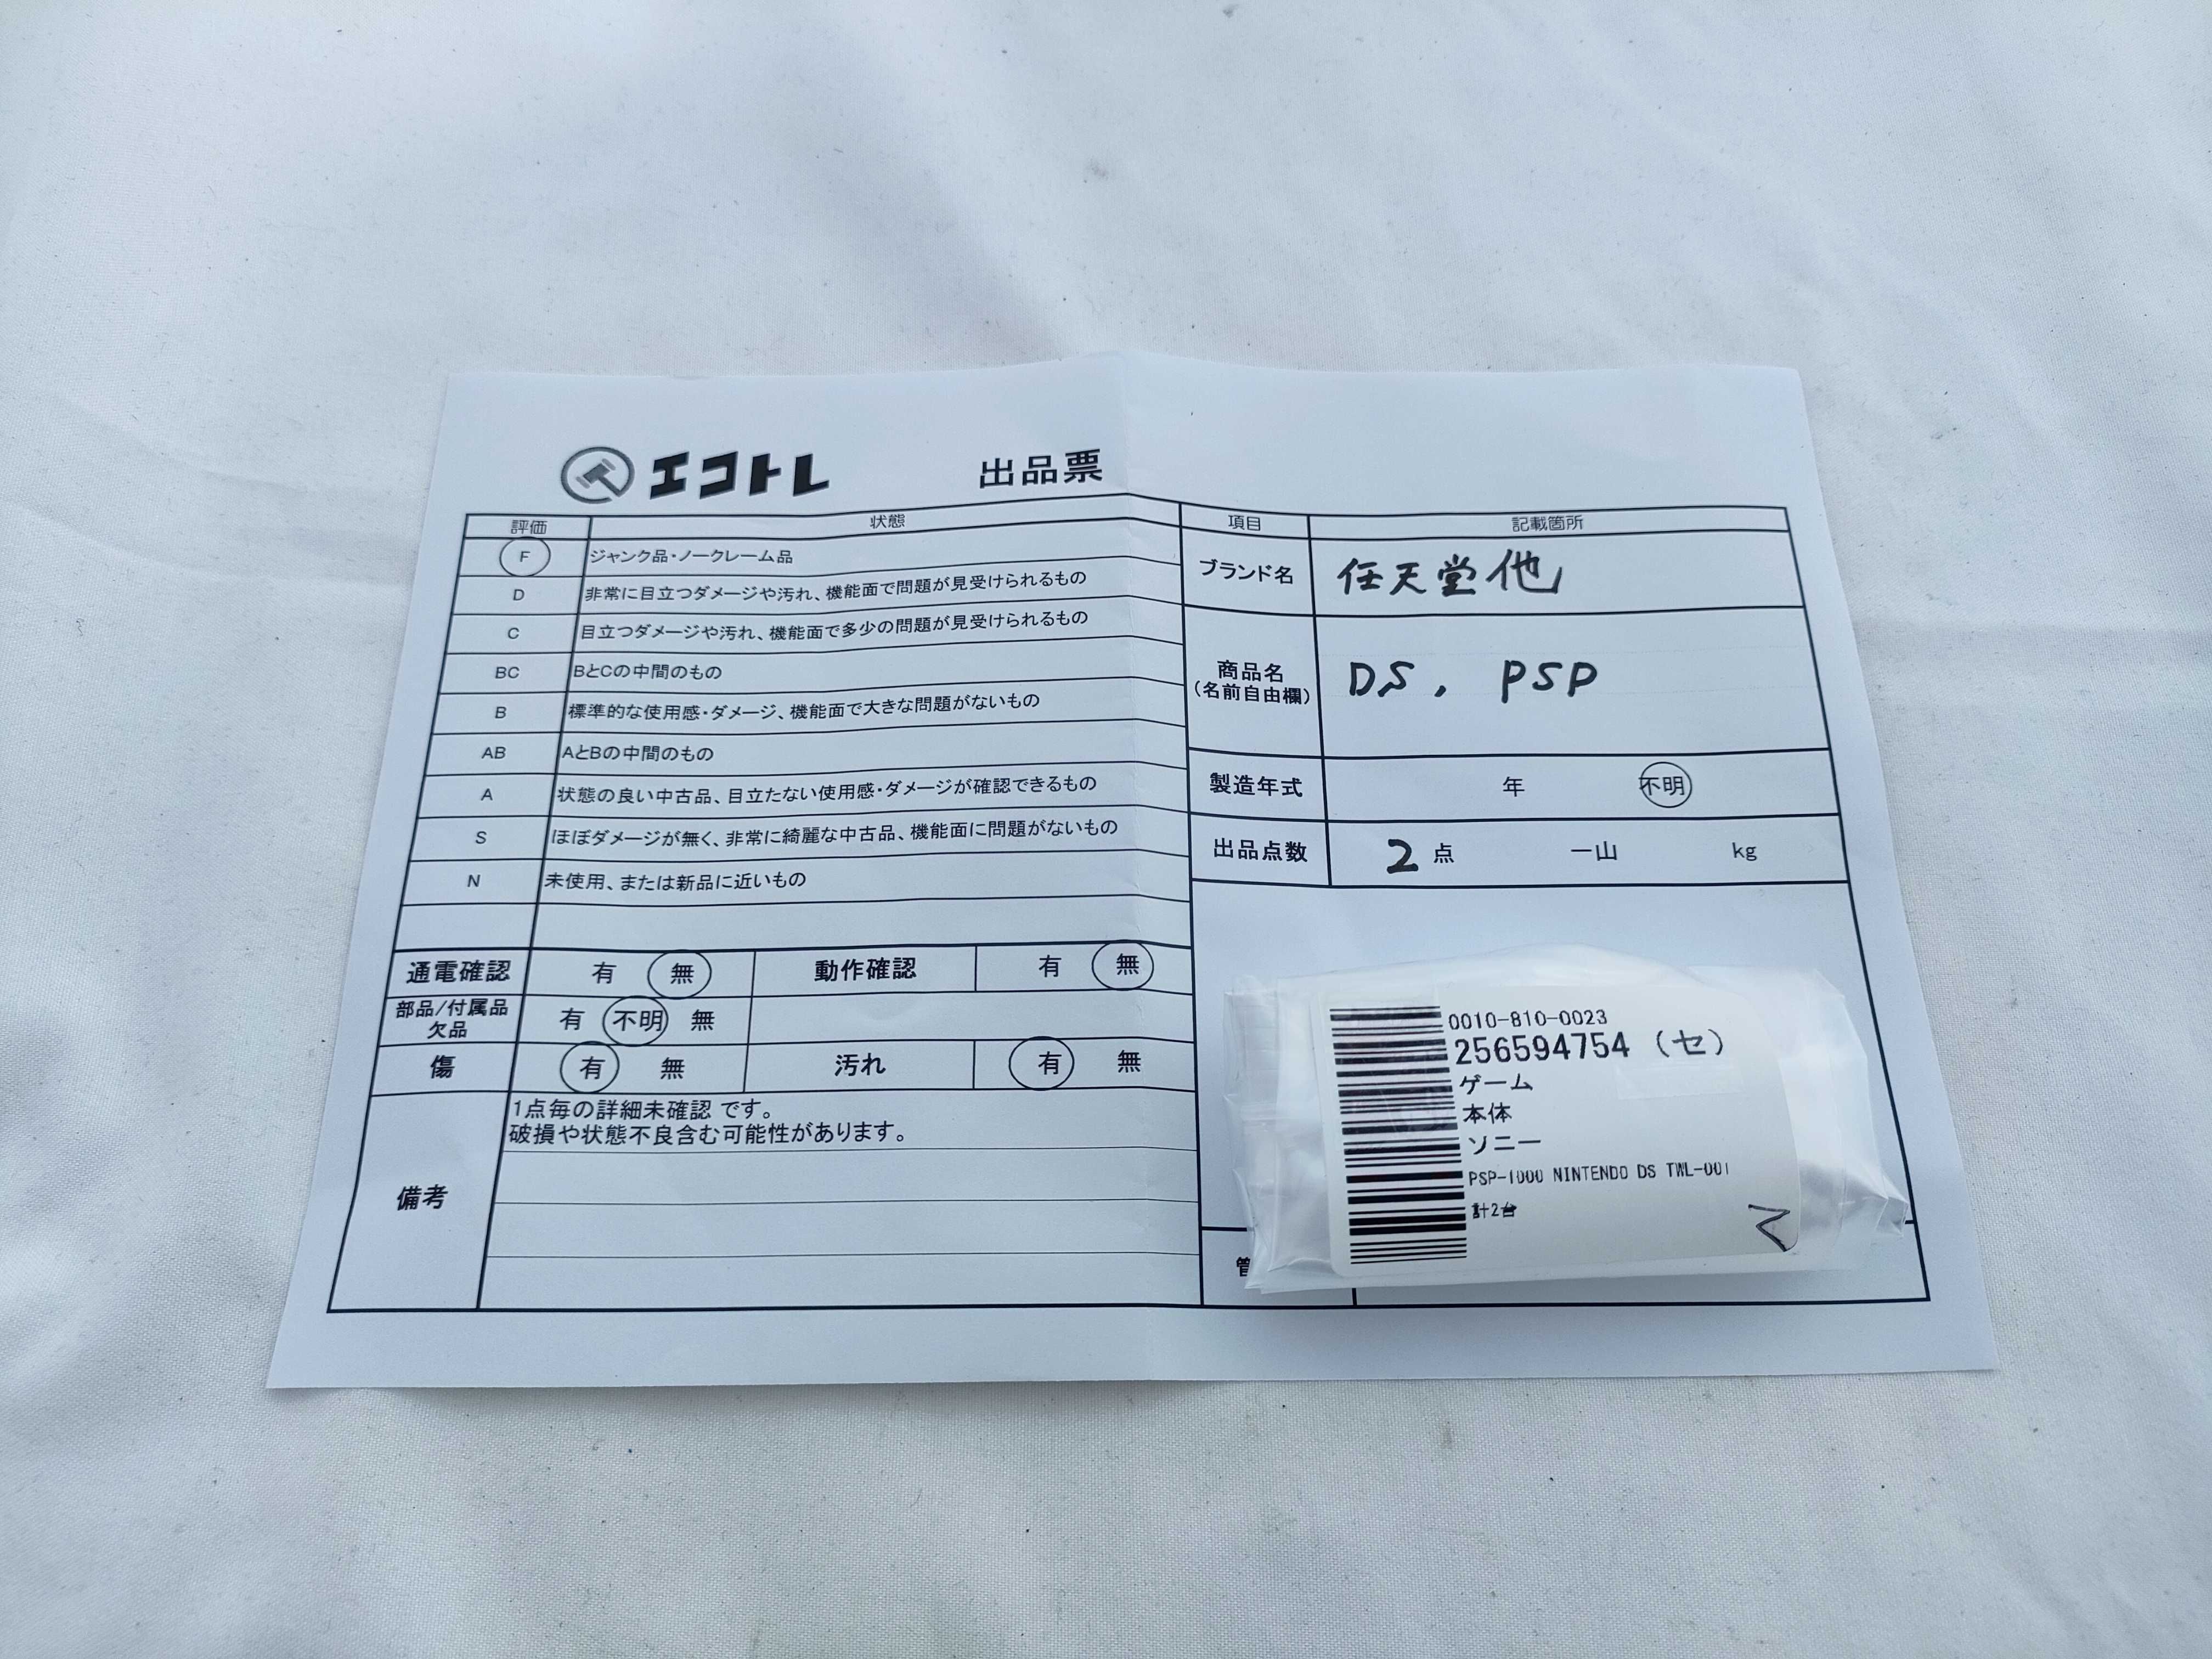 エコトレ 出品票
評価 状態
F ジャンク品・ノークレーム品
D 非常に目立つダメージや汚れ、機能面で問題が見受けられるもの
C 目立つダメージや汚れ、機能面で多少の問題が見受けられるもの
BC BとCの中間のもの
B 標準的な使用感・ダメージ、機能面で大きな問題がないもの
AB AとBの中間のもの
A 状態の良い中古品、目立たない使用感・ダメージが確認できるもの
S ほぼダメージが無く、非常に綺麗な中古品、機能面に問題がないもの
N 未使用、または新品に近いもの
通電確認 有 無 動作確認 有 無
部品/付属品
欠品 有 不明 無
傷 有 無 汚れ 有 無
備考
1点毎の詳細未確認 です。
破損や状態不良含む可能性があります。
項目 記載箇所
ブランド名 任天堂他
商品名
(名前自由欄) DS, PSP
製造年式 年 不明
出品点数 2 点 一山 kg
0010-810-0023
256594754 (セ)
ゲーム
本体
ソニー
PSP-1000 NINTENDO DS TWL-001
計2台